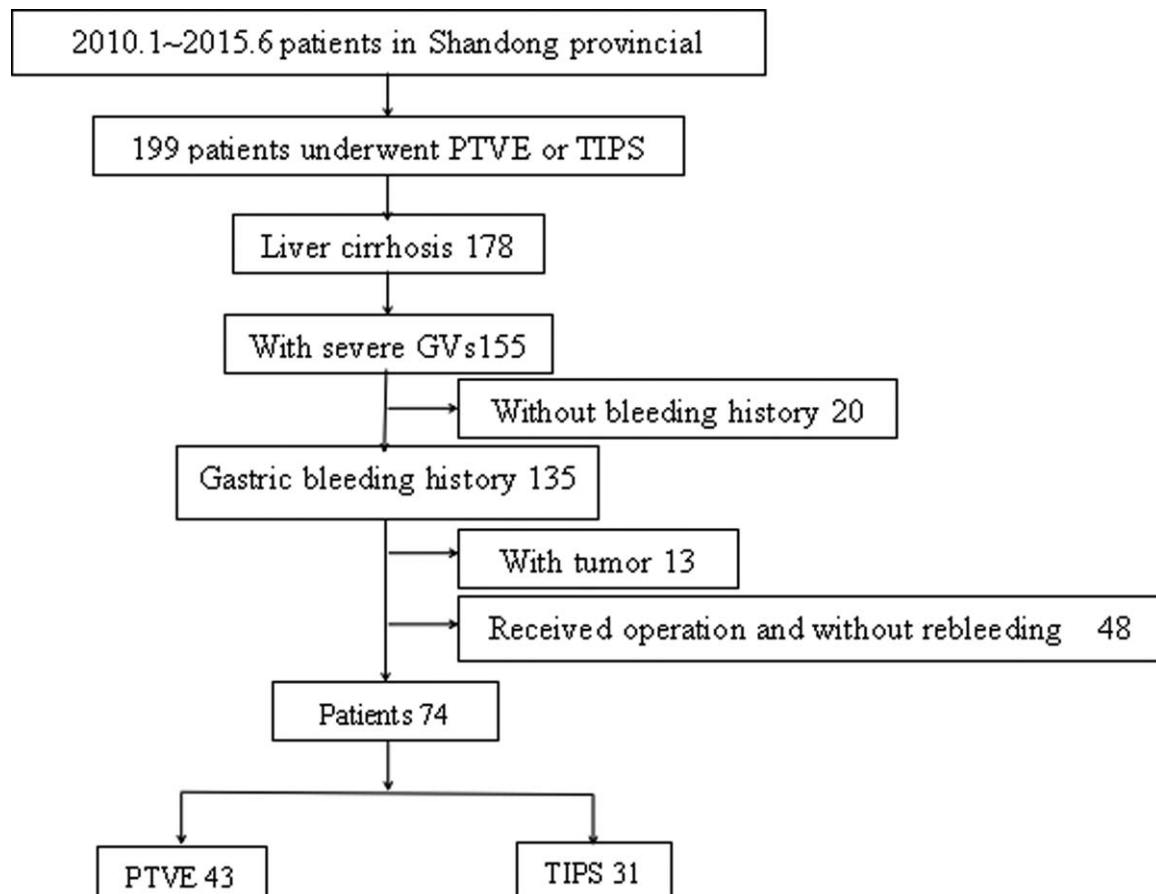 2010.1~2015.6 patients in Shandong provincial
199 patients underwent PTVE or TIPS
Liver cirrhosis 178
With severe GVs155
Without bleeding history 20
Gastric bleeding history 135
With tumor 13
Received operation and without rebleeding 48
Patients 74
PTVE 43
TIPS 31